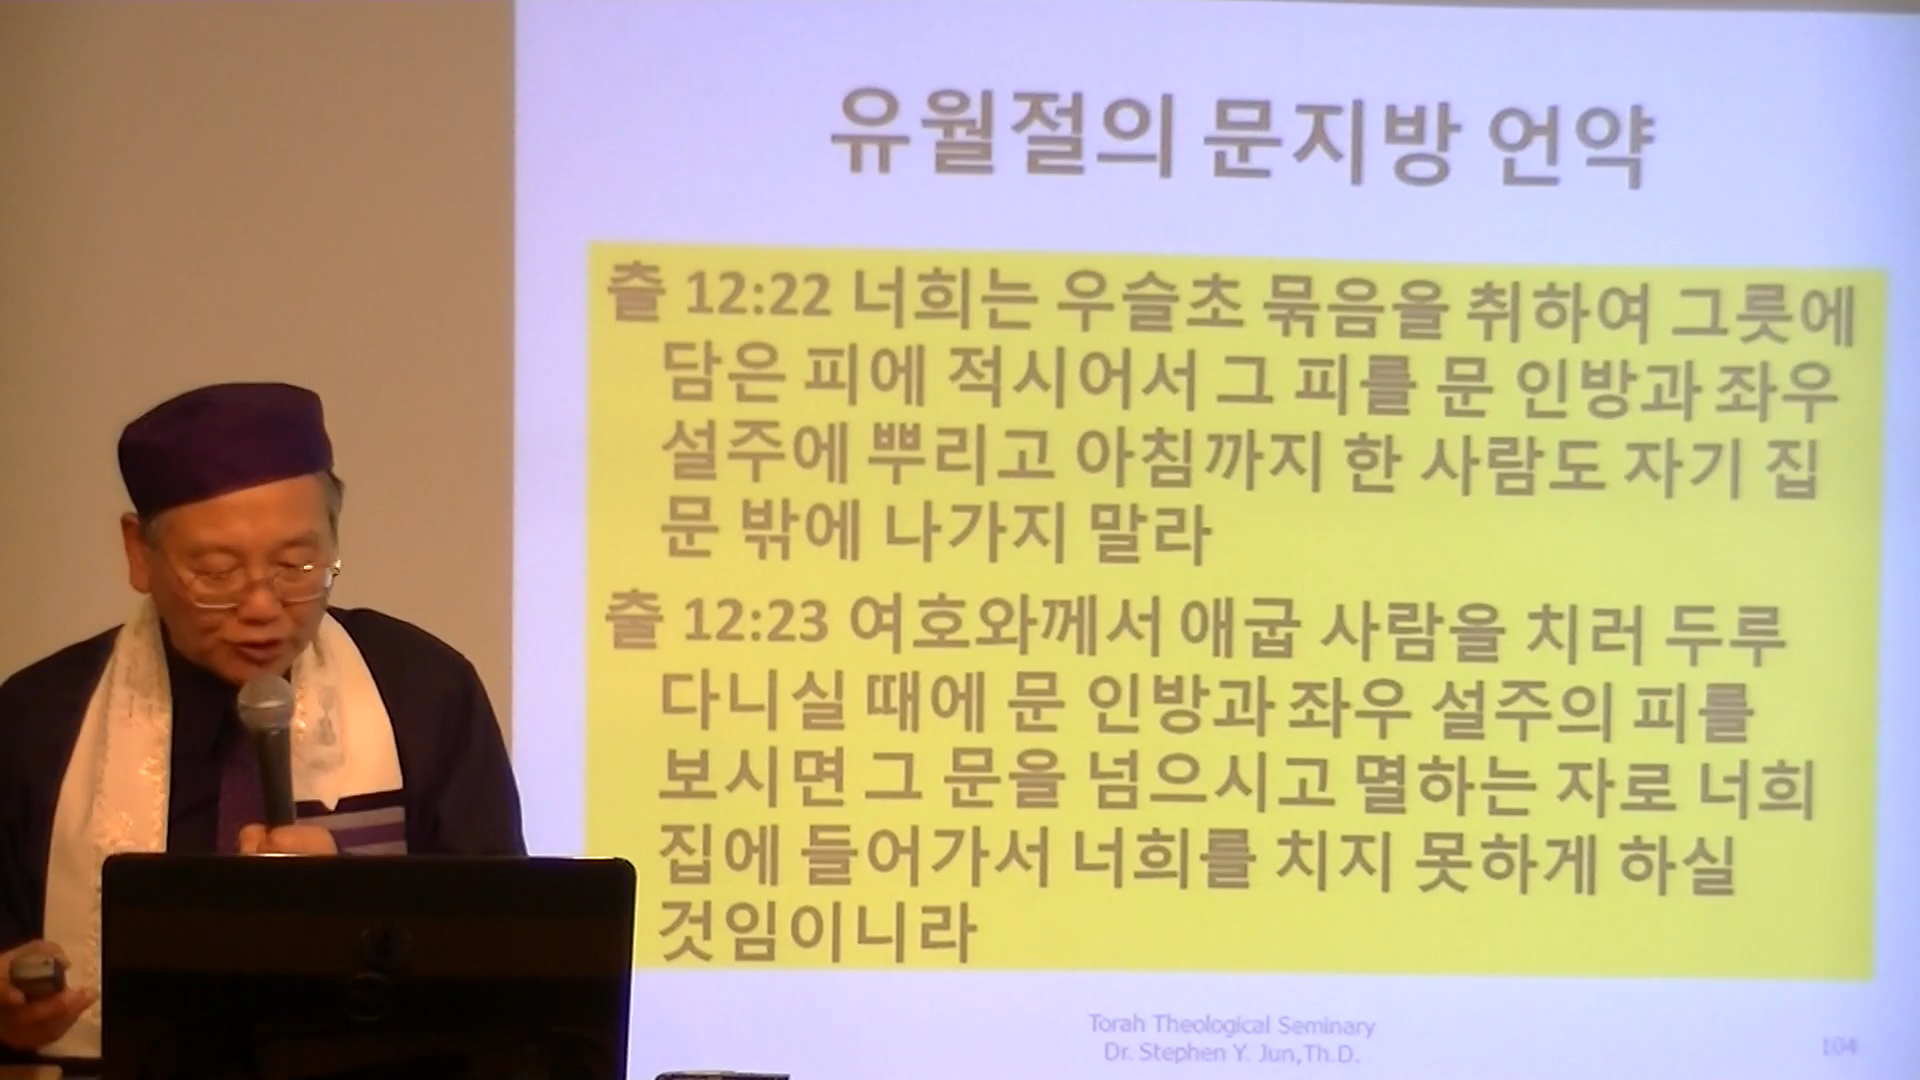 유월절의 문지방 언약
출 12:22 너희는 우슬초 묶음을 취하여 그릇에
담은 피에 적시어서 그 피를 문 인방과 좌우
설주에 뿌리고 아침까지 한 사람도 자기 집
문 밖에 나가지 말라
출 12:23 여호와께서 애굽 사람을 치러 두루
다니실 때에 문 인방과 좌우 설주의 피를
보시면 그 문을 넘으시고 멸하는 자로 너희
집에 들어가서 너희를 치지 못하게 하실
것임이니라
Torah Theological Seminary
Dr. Stephen Y. Jun,Th.D.
104